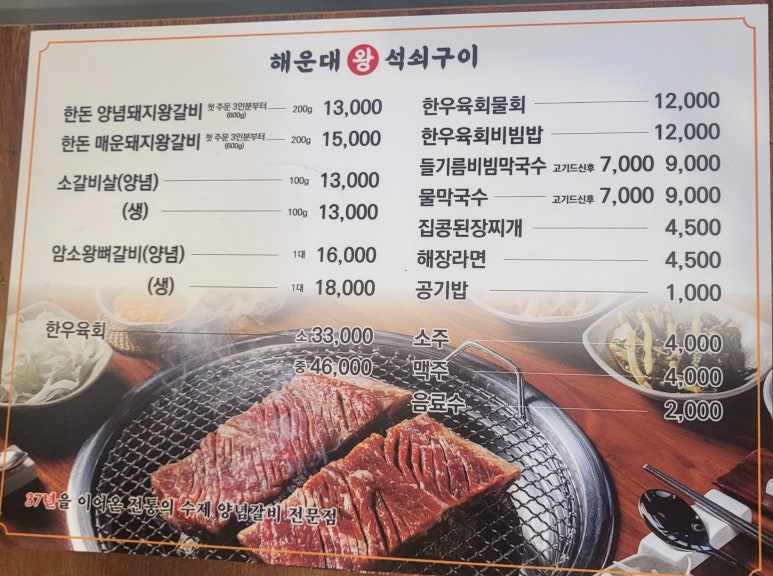 해운대 왕 석쇠구이
한돈 양념돼지왕갈비 첫 주문 3인분부터 (600g) 200g 13,000
한돈 매운돼지왕갈비 첫 주문 3인분부터 (600g) 200g 15,000
소갈비살(양념) 100g 13,000
(생) 100g 13,000
암소왕뼈갈비(양념) 1대 16,000
(생) 1대 18,000
한우육회 소 33,000
중 46,000
한우육회물회 12,000
한우육회비빔밥 12,000
들기름비빔막국수 고기드신후 7,000 9,000
물막국수 고기드신후 7,000 9,000
집콩된장찌개 4,500
해장라면 4,500
공기밥 1,000
소주 4,000
맥주 4,000
음료수 2,000
37년을 이어온 전통의 수제 양념갈비 전문점